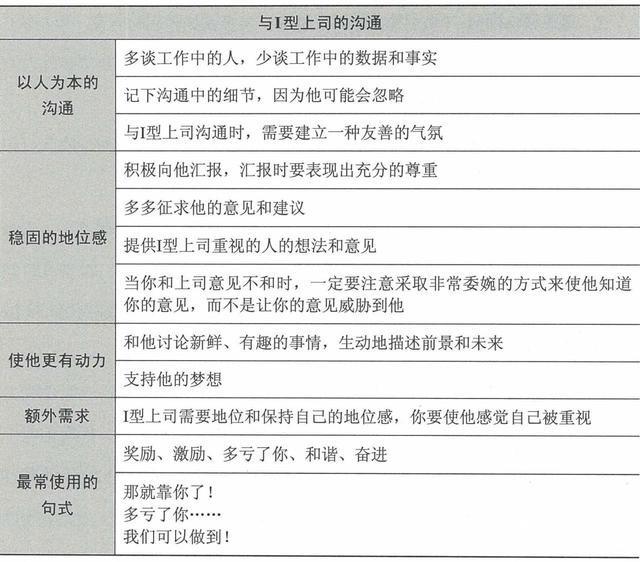 与I型上司的沟通
以人为本的
沟通
多谈工作中的人，少谈工作中的数据和事实
记下沟通中的细节，因为他可能会忽略
与I型上司沟通时，需要建立一种友善的气氛
稳固的地位感
积极向他汇报，汇报时要表现出充分的尊重
多多征求他的意见和建议
提供I型上司重视的人的想法和意见
当你和上司意见不和时，一定要注意采取非常委婉的方式来使他知道
你的意见，而不是让你的意见威胁到他
使他更有动力
和他讨论新鲜、有趣的事情，生动地描述前景和未来
支持他的梦想
额外需求
I型上司需要地位和保持自己的地位感，你要使他感觉自己被重视
最常使用的
句式
奖励、激励、多亏了你、和谐、奋进
那就靠你了！
多亏了你……
我们可以做到！